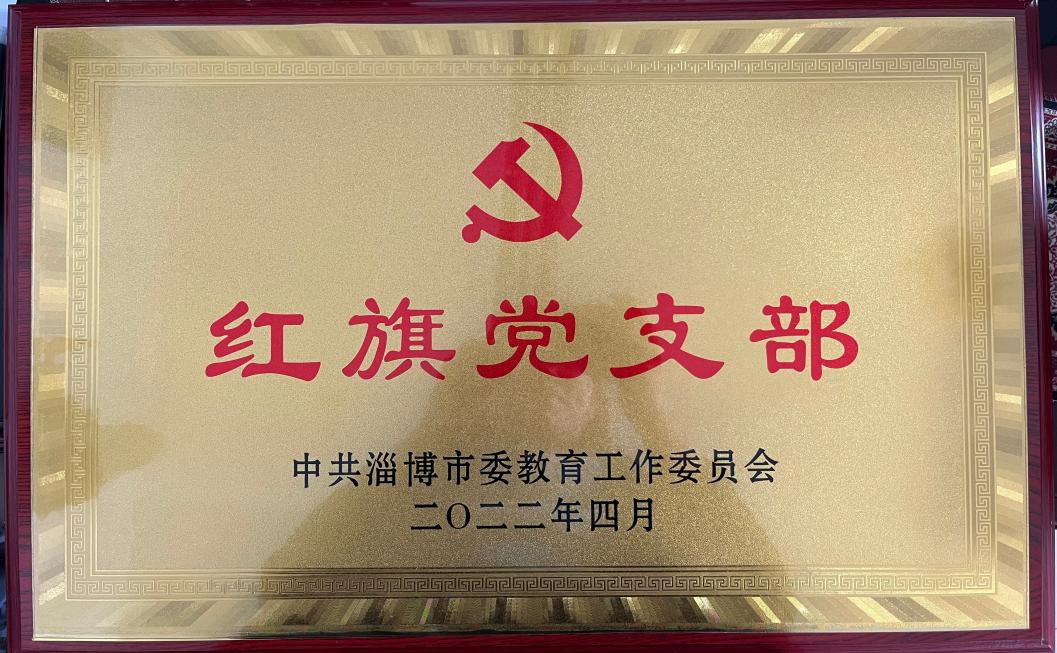 红旗党支部
中共淄博市委教育工作委员会
二〇二二年四月